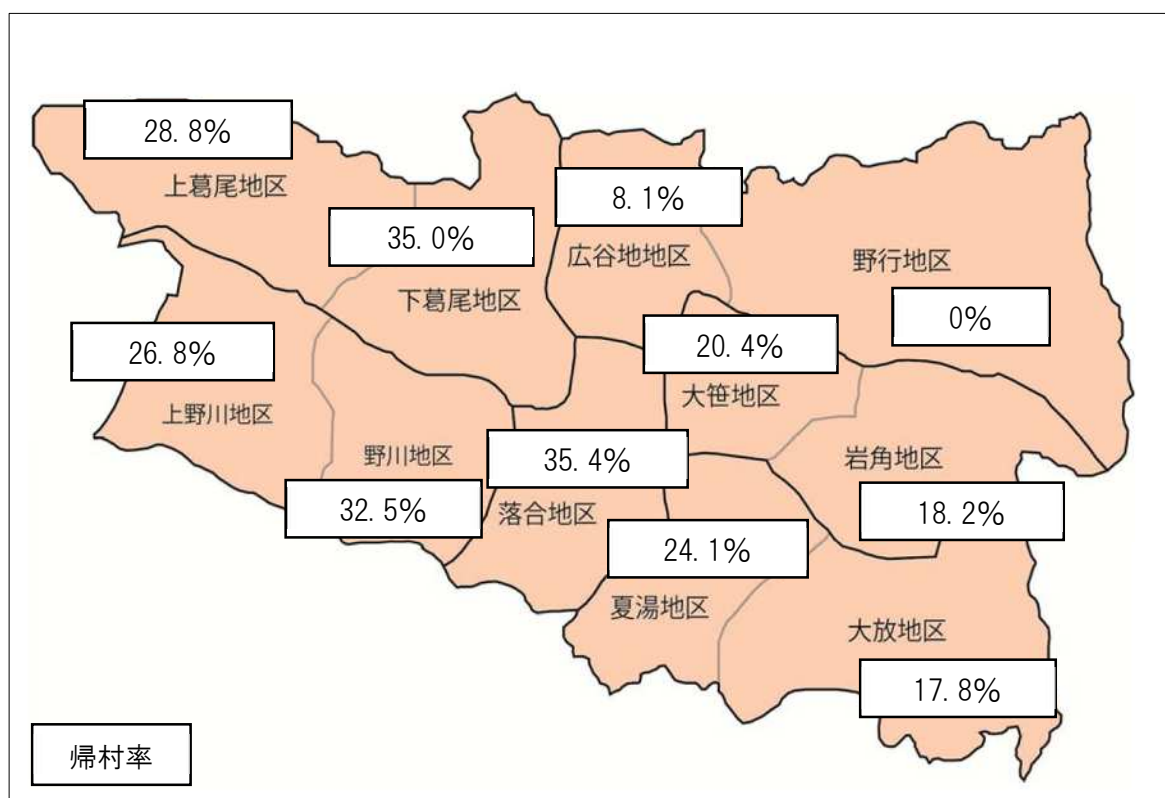 28.8%
上葛尾地区
8.1%
35.0%
広谷地地区
野行地区
下葛尾地区
0%
26.8%
20.4%
大笹地区
上野川地区
野川地区
35.4%
岩角地区
32.5%
落合地区
18.2%
24.1%
夏湯地区
大放地区
17.8%
帰村率